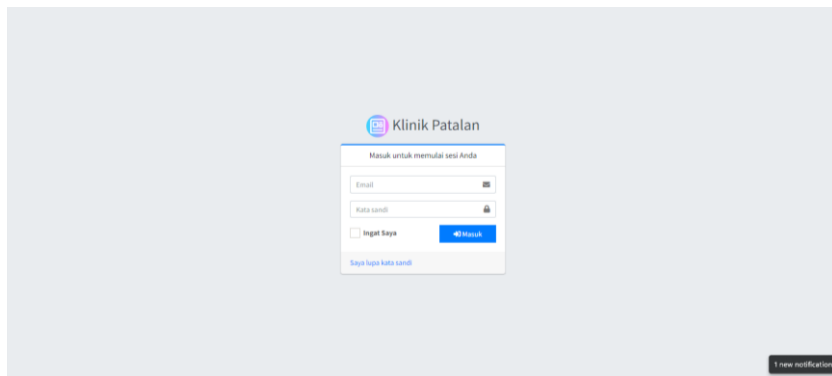 Klinik Patalan
Masuk untuk memulai sesi Anda
Email
Kata sandi
Ingat Saya
Masuk
Saya lupa kata sandi
1 new notification